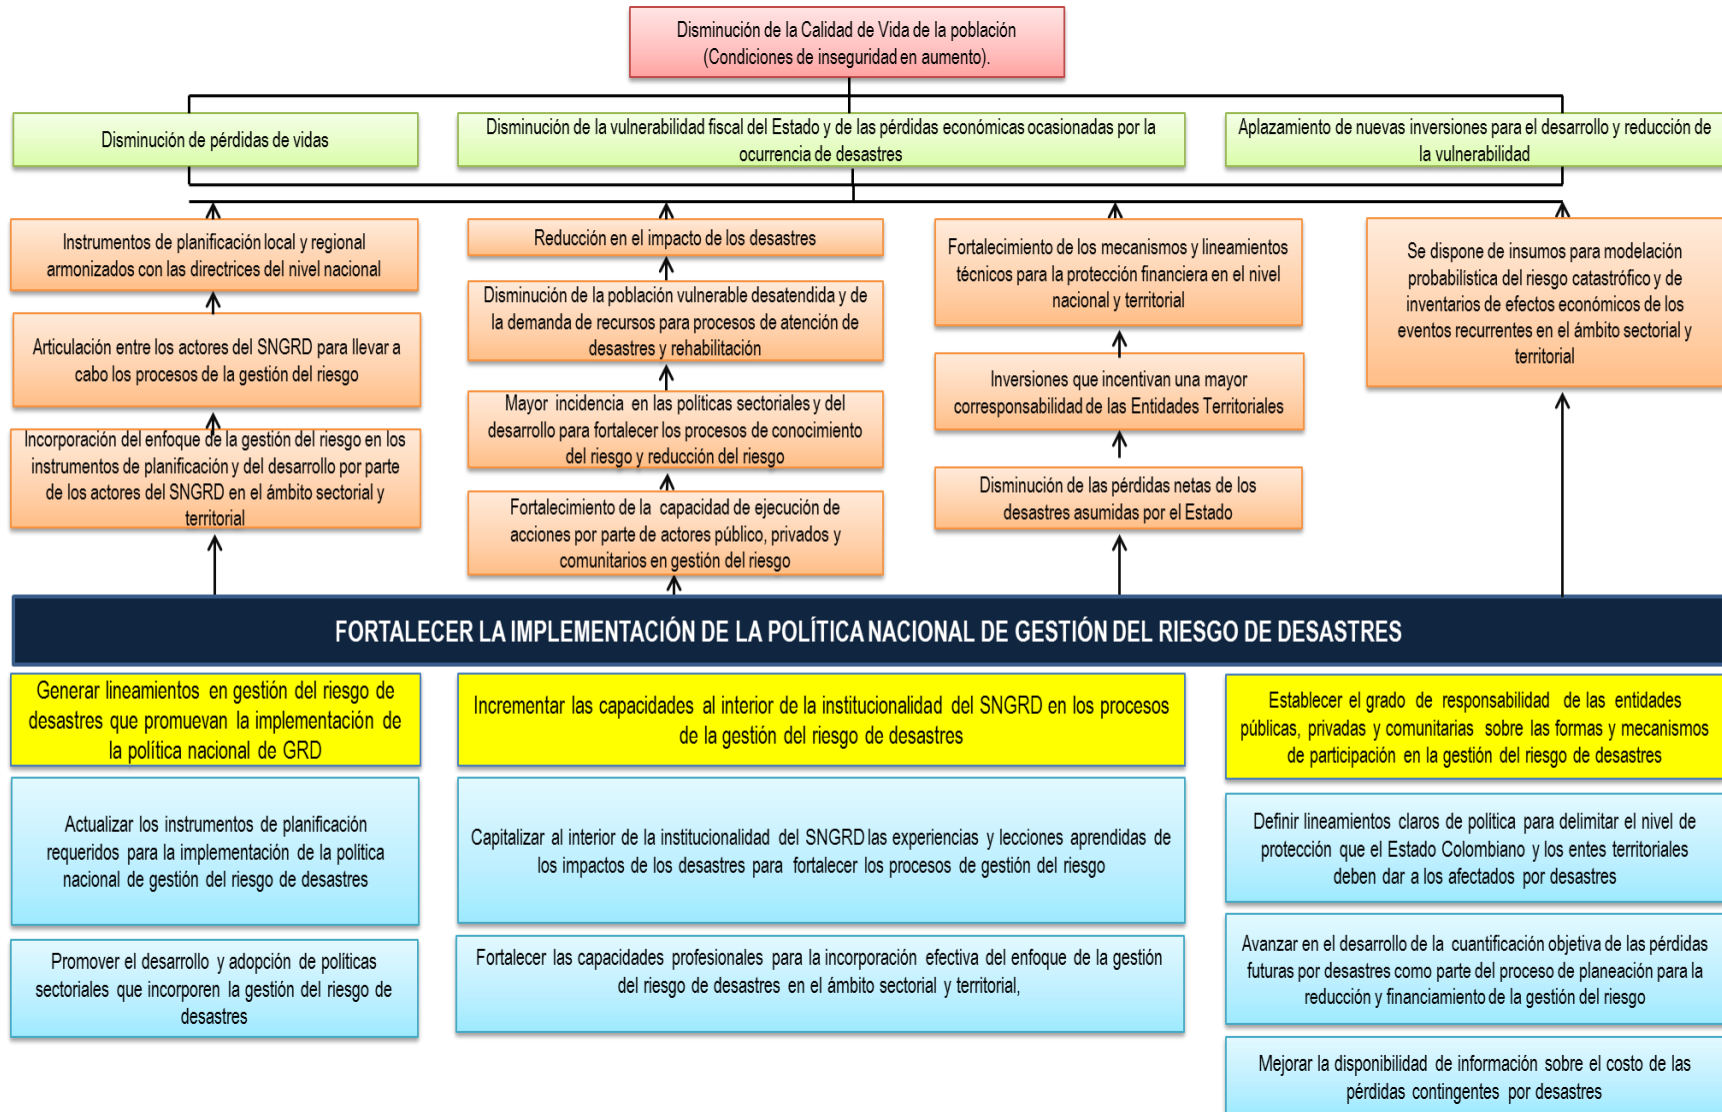 Disminución de la Calidad de Vida de la población
(Condiciones de inseguridad en aumento).
Disminución de pérdidas de vidas
Disminución de la vulnerabilidad fiscal del Estado y de las pérdidas económicas ocasionadas por la
ocurrencia de desastres
Aplazamiento de nuevas inversiones para el desarrollo y reducción de
la vulnerabilidad
Instrumentos de planificación local y regional
armonizados con las directrices del nivel nacional
Articulación entre los actores del SNGRD para llevar a
cabo los procesos de la gestión del riesgo
Incorporación del enfoque de la gestión del riesgo en los
instrumentos de planificación y del desarrollo por parte
de los actores del SNGRD en el ámbito sectorial y
territorial
Reducción en el impacto de los desastres
Disminución de la población vulnerable desatendida y de
la demanda de recursos para procesos de atención de
desastres y rehabilitación
Mayor incidencia en las políticas sectoriales y del
desarrollo para fortalecer los procesos de conocimiento
del riesgo y reducción del riesgo
Fortalecimiento de la capacidad de ejecución de
acciones por parte de actores público, privados y
comunitarios en gestión del riesgo
Fortalecimiento de los mecanismos y lineamientos
técnicos para la protección financiera en el nivel
nacional y territorial
Inversiones que incentivan una mayor
corresponsabilidad de las Entidades Territoriales
Disminución de las pérdidas netas de los
desastres asumidas por el Estado
Se dispone de insumos para modelación
probabilística del riesgo catastrófico y de
inventarios de efectos económicos de los
eventos recurrentes en el ámbito sectorial y
territorial
FORTALECER LA IMPLEMENTACIÓN DE LA POLÍTICA NACIONAL DE GESTIÓN DEL RIESGO DE DESASTRES
Generar lineamientos en gestión del riesgo de
desastres que promuevan la implementación de
la política nacional de GRD
Actualizar los instrumentos de planificación
requeridos para la implementación de la politica
nacional de gestión del riesgo de desastres
Promover el desarrollo y adopción de políticas
sectoriales que incorporen la gestión del riesgo de
desastres
Incrementar las capacidades al interior de la institucionalidad del SNGRD en los procesos
de la gestión del riesgo de desastres
Capitalizar al interior de la institucionalidad del SNGRD las experiencias y lecciones aprendidas de
los impactos de los desastres para fortalecer los procesos de gestión del riesgo
Fortalecer las capacidades profesionales para la incorporación efectiva del enfoque de la gestión
del riesgo de desastres en el ámbito sectorial y territorial,
Establecer el grado de responsabilidad de las entidades
públicas, privadas y comunitarias sobre las formas y mecanismos
de participación en la gestión del riesgo de desastres
Definir lineamientos claros de política para delimitar el nivel de
protección que el Estado Colombiano y los entes territoriales
deben dar a los afectados por desastres
Avanzar en el desarrollo de la cuantificación objetiva de las pérdidas
futuras por desastres como parte del proceso de planeación para la
reducción y financiamiento de la gestión del riesgo
Mejorar la disponibilidad de información sobre el costo de las
pérdidas contingentes por desastres